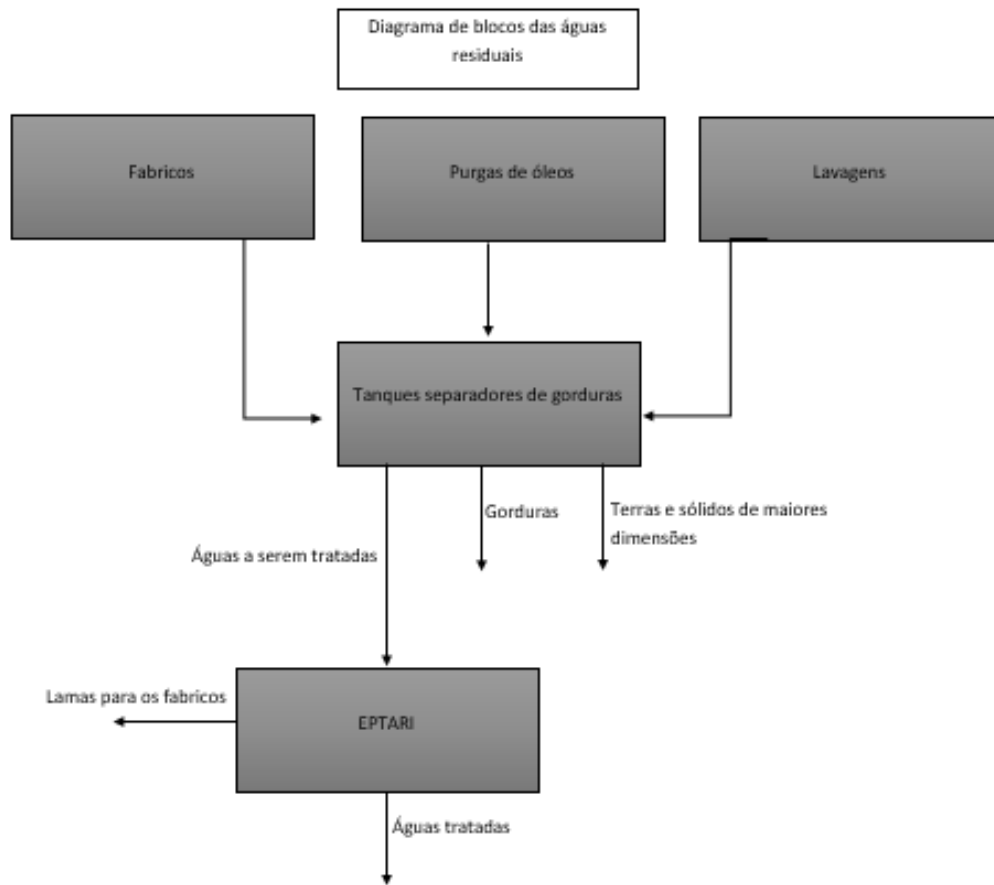 Diagrama de blocos das águas
residuais
Fabricos
Purgas de óleos
Lavagens
Tanques separadores de gorduras
Gorduras
Terras e sólidos de maiores
dimensões
Águas a serem tratadas
Lamas para os fabricos
EPTARI
Águas tratadas